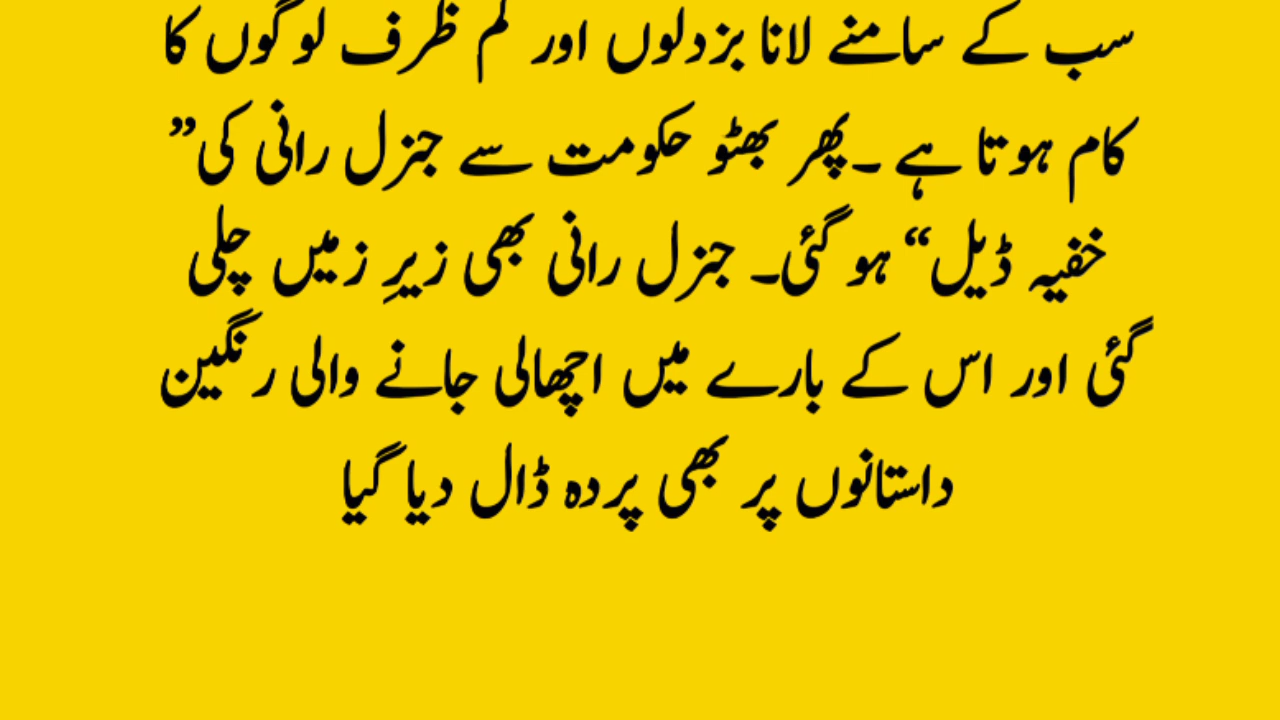 سب کے سامنے لانا بزدلوں اور کم ظرف لوگوں کا
کام ہوتا ہے ۔پھر بھٹو حکومت سے جنرل رانی کی”
خفیہ ڈیل“ ہوگئی۔ جنرل رانی بھی زیرِ زمیں چلی
گئی اور اس کے بارے میں اچھالی جانے والی رنگین
داستانوں پر بھی پردہ ڈال دیا گیا